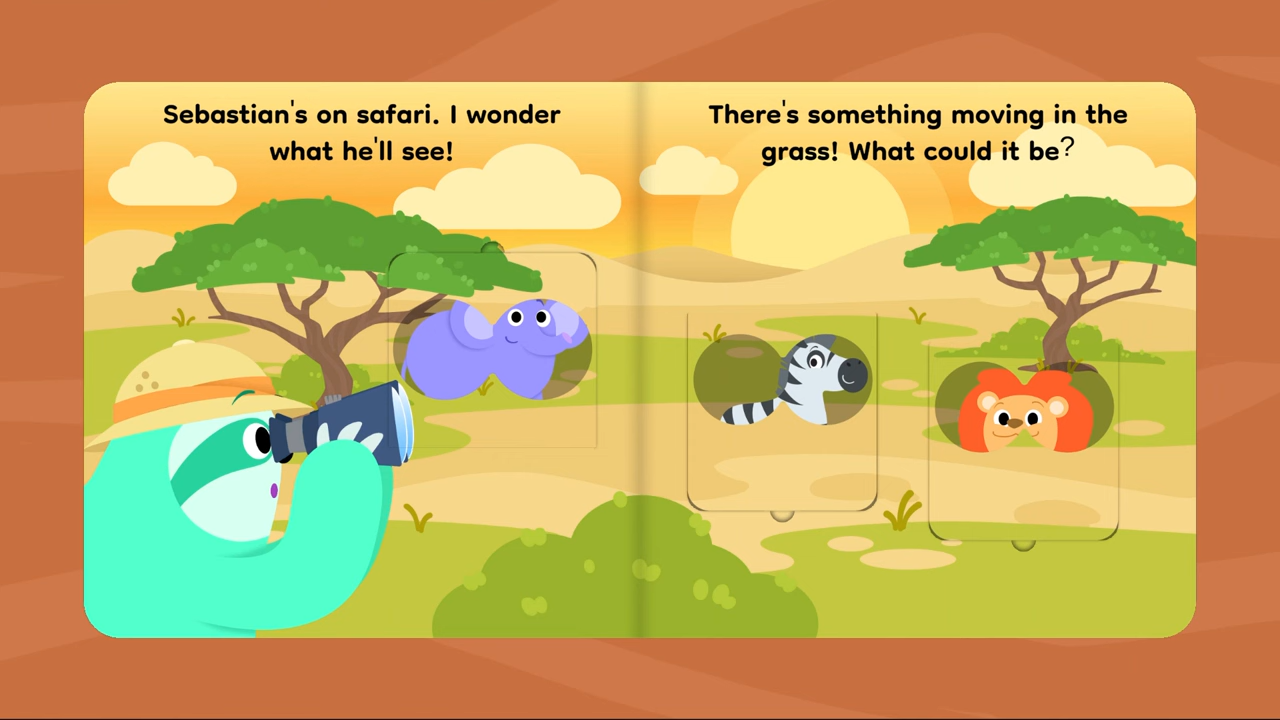 Sebastian's on safari. I wonder
what he'll see!
There's something moving in the
grass! What could it be?